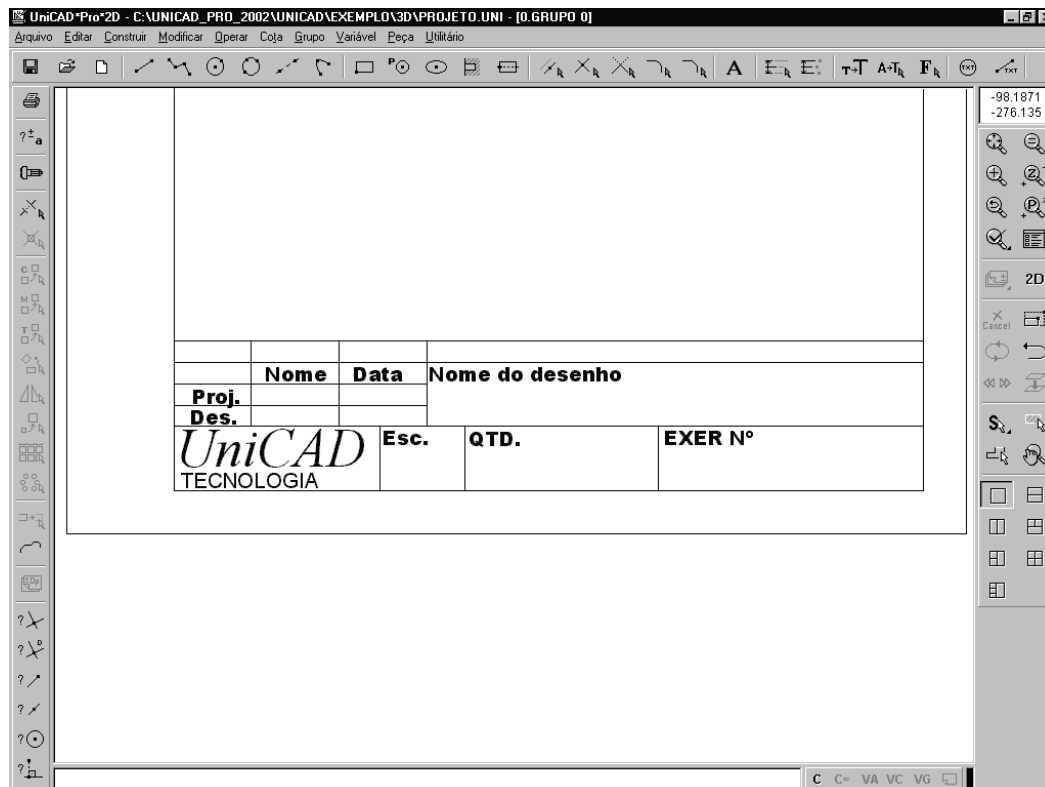 UniCAD*Pro*2D - C:\UNICAD_PRO_2002\UNICAD\EXEMPLO\3D\PROJETO.UNI - [0.GRUPO 0]
Arquivo Editar Construir Modificar Operar Cota Grupo Variável Peça Utilitário
-98.1871
-276.135
2D
Cancel
Nome Data Nome do desenho
Proj.
Des.
UniCAD Esc. QTD. EXER Nº
TECNOLOGIA
C C= VA VC VG